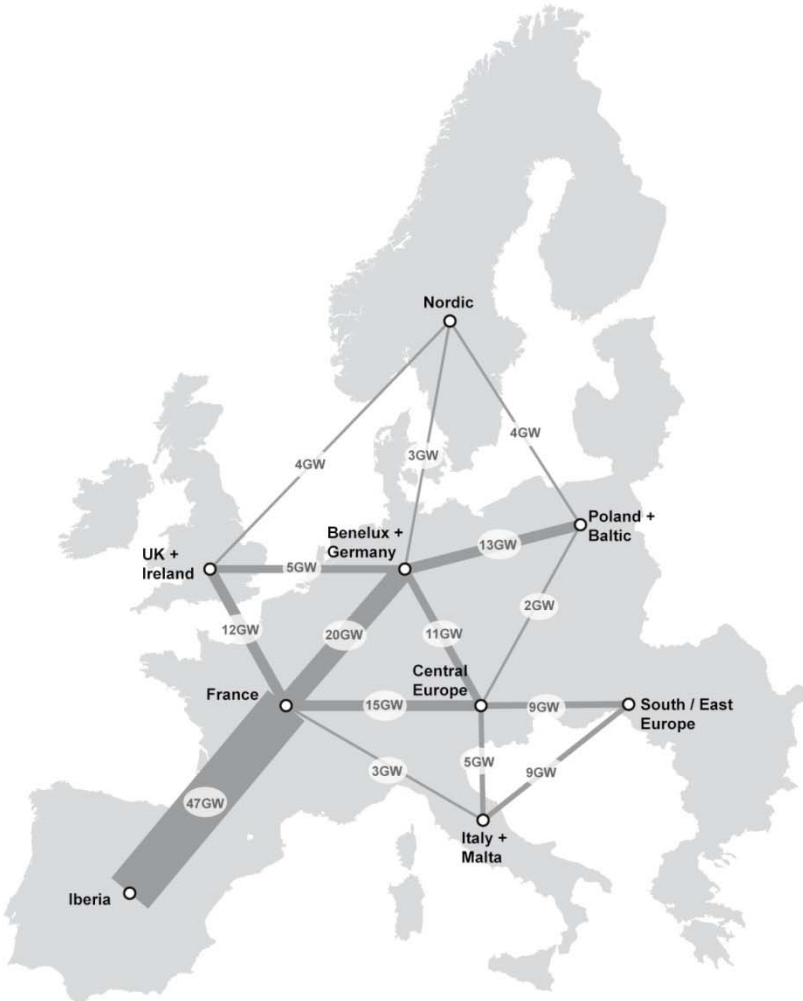 Nordic
4GW
3GW
4GW
Poland +
Baltic
Benelux +
Germany
13GW
UK +
Ireland
5GW
2GW
12GW
20GW
11GW
Central
Europe
France
15GW
9GW
South / East
Europe
5GW
3GW
9GW
47GW
Italy +
Malta
Iberia